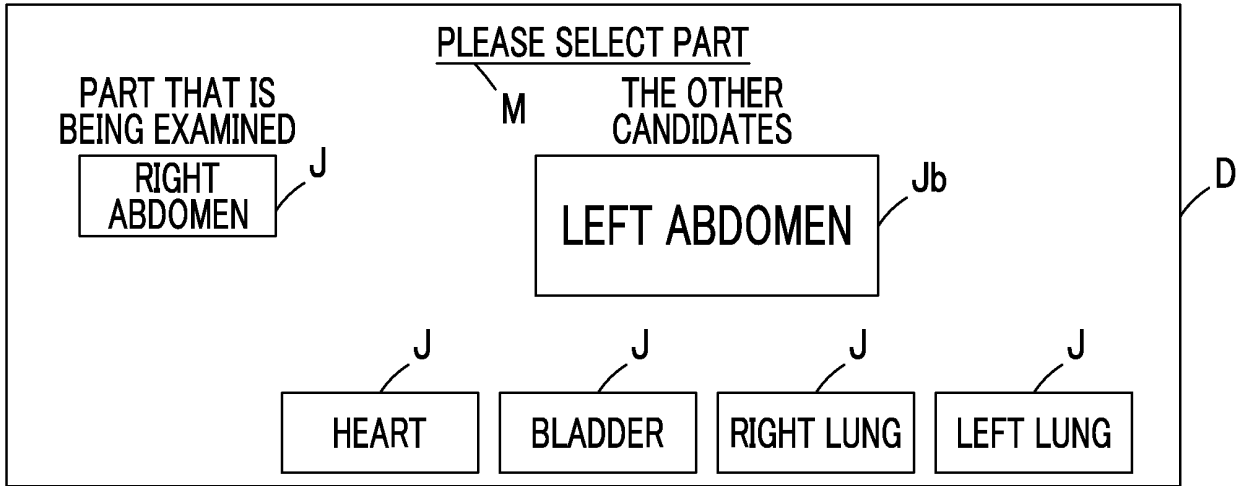 PLEASE SELECT PART
M
PART THAT IS
BEING EXAMINED
THE OTHER
CANDIDATES
RIGHT
ABDOMEN
J
LEFT ABDOMEN
Jb
D
J
J
J
J
HEART
BLADDER
RIGHT LUNG
LEFT LUNG